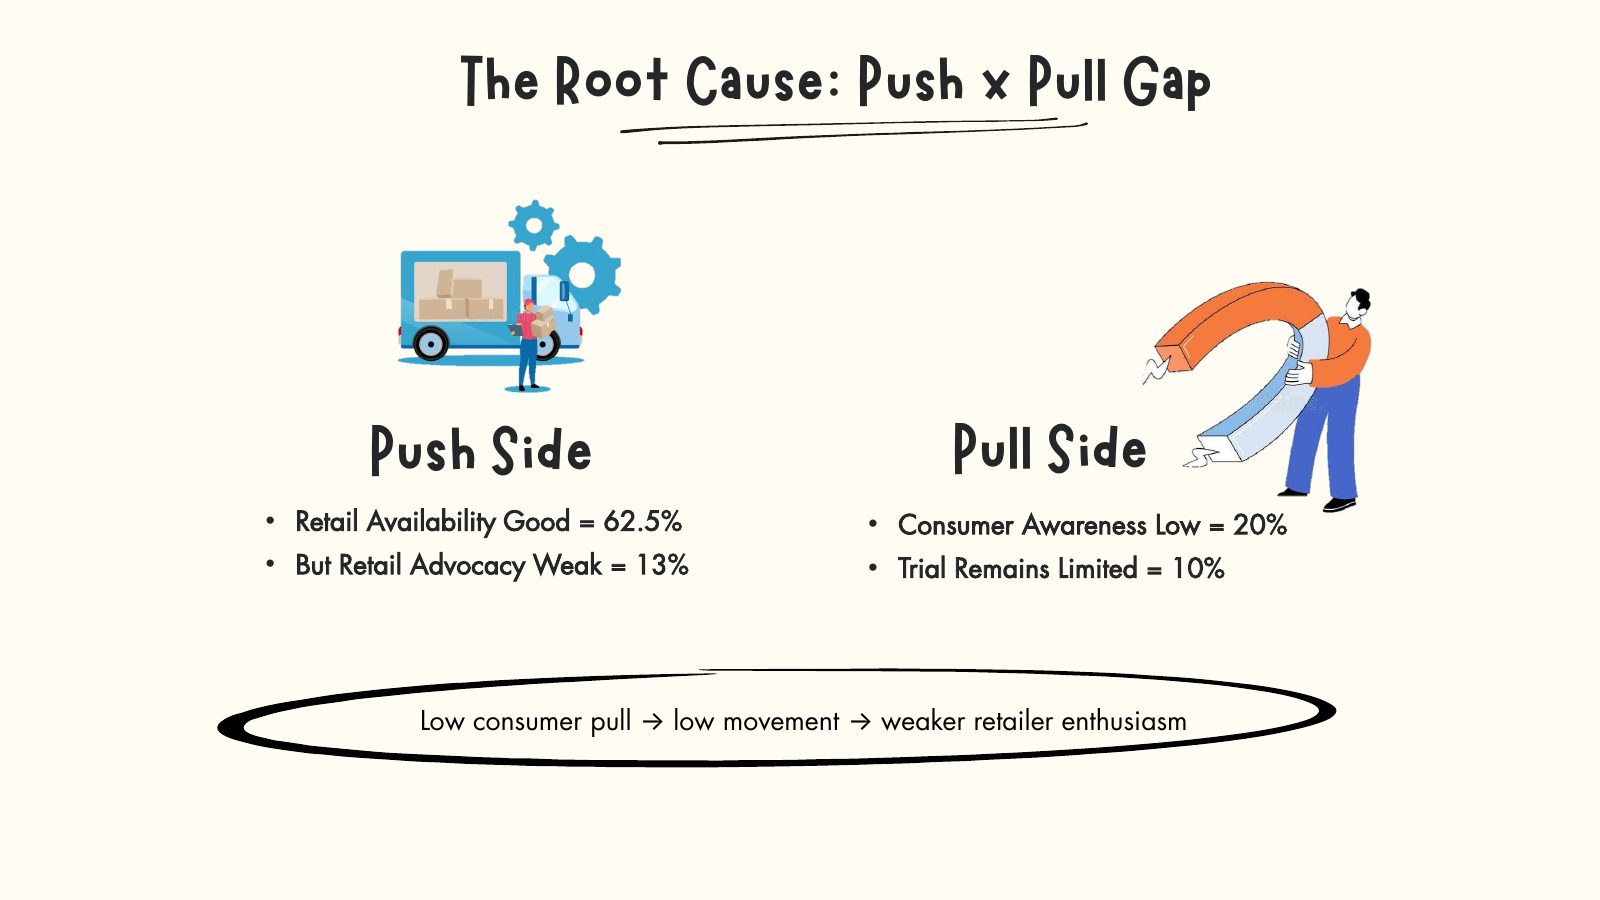 The Root Cause: Push x Pull Gap
Push Side
• Retail Availability Good = 62.5%
• But Retail Advocacy Weak = 13%
Pull Side
• Consumer Awareness Low = 20%
• Trial Remains Limited = 10%
Low consumer pull → low movement → weaker retailer enthusiasm